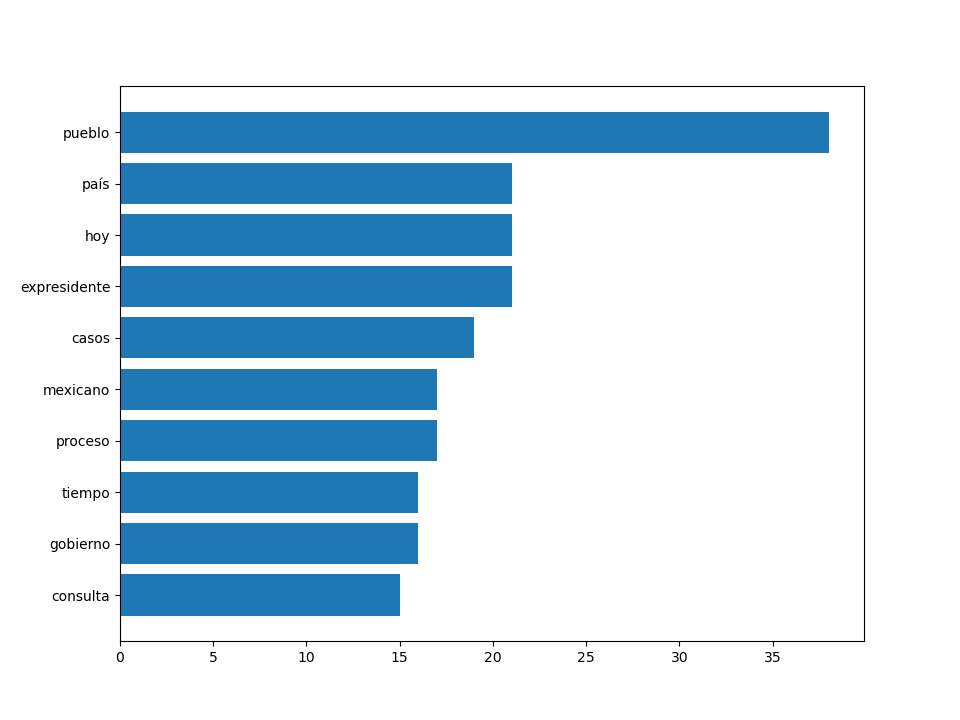 pueblo
país
hoy
expresidente
casos
mexicano
proceso
tiempo
gobierno
consulta
0 5 10 15 20 25 30 35